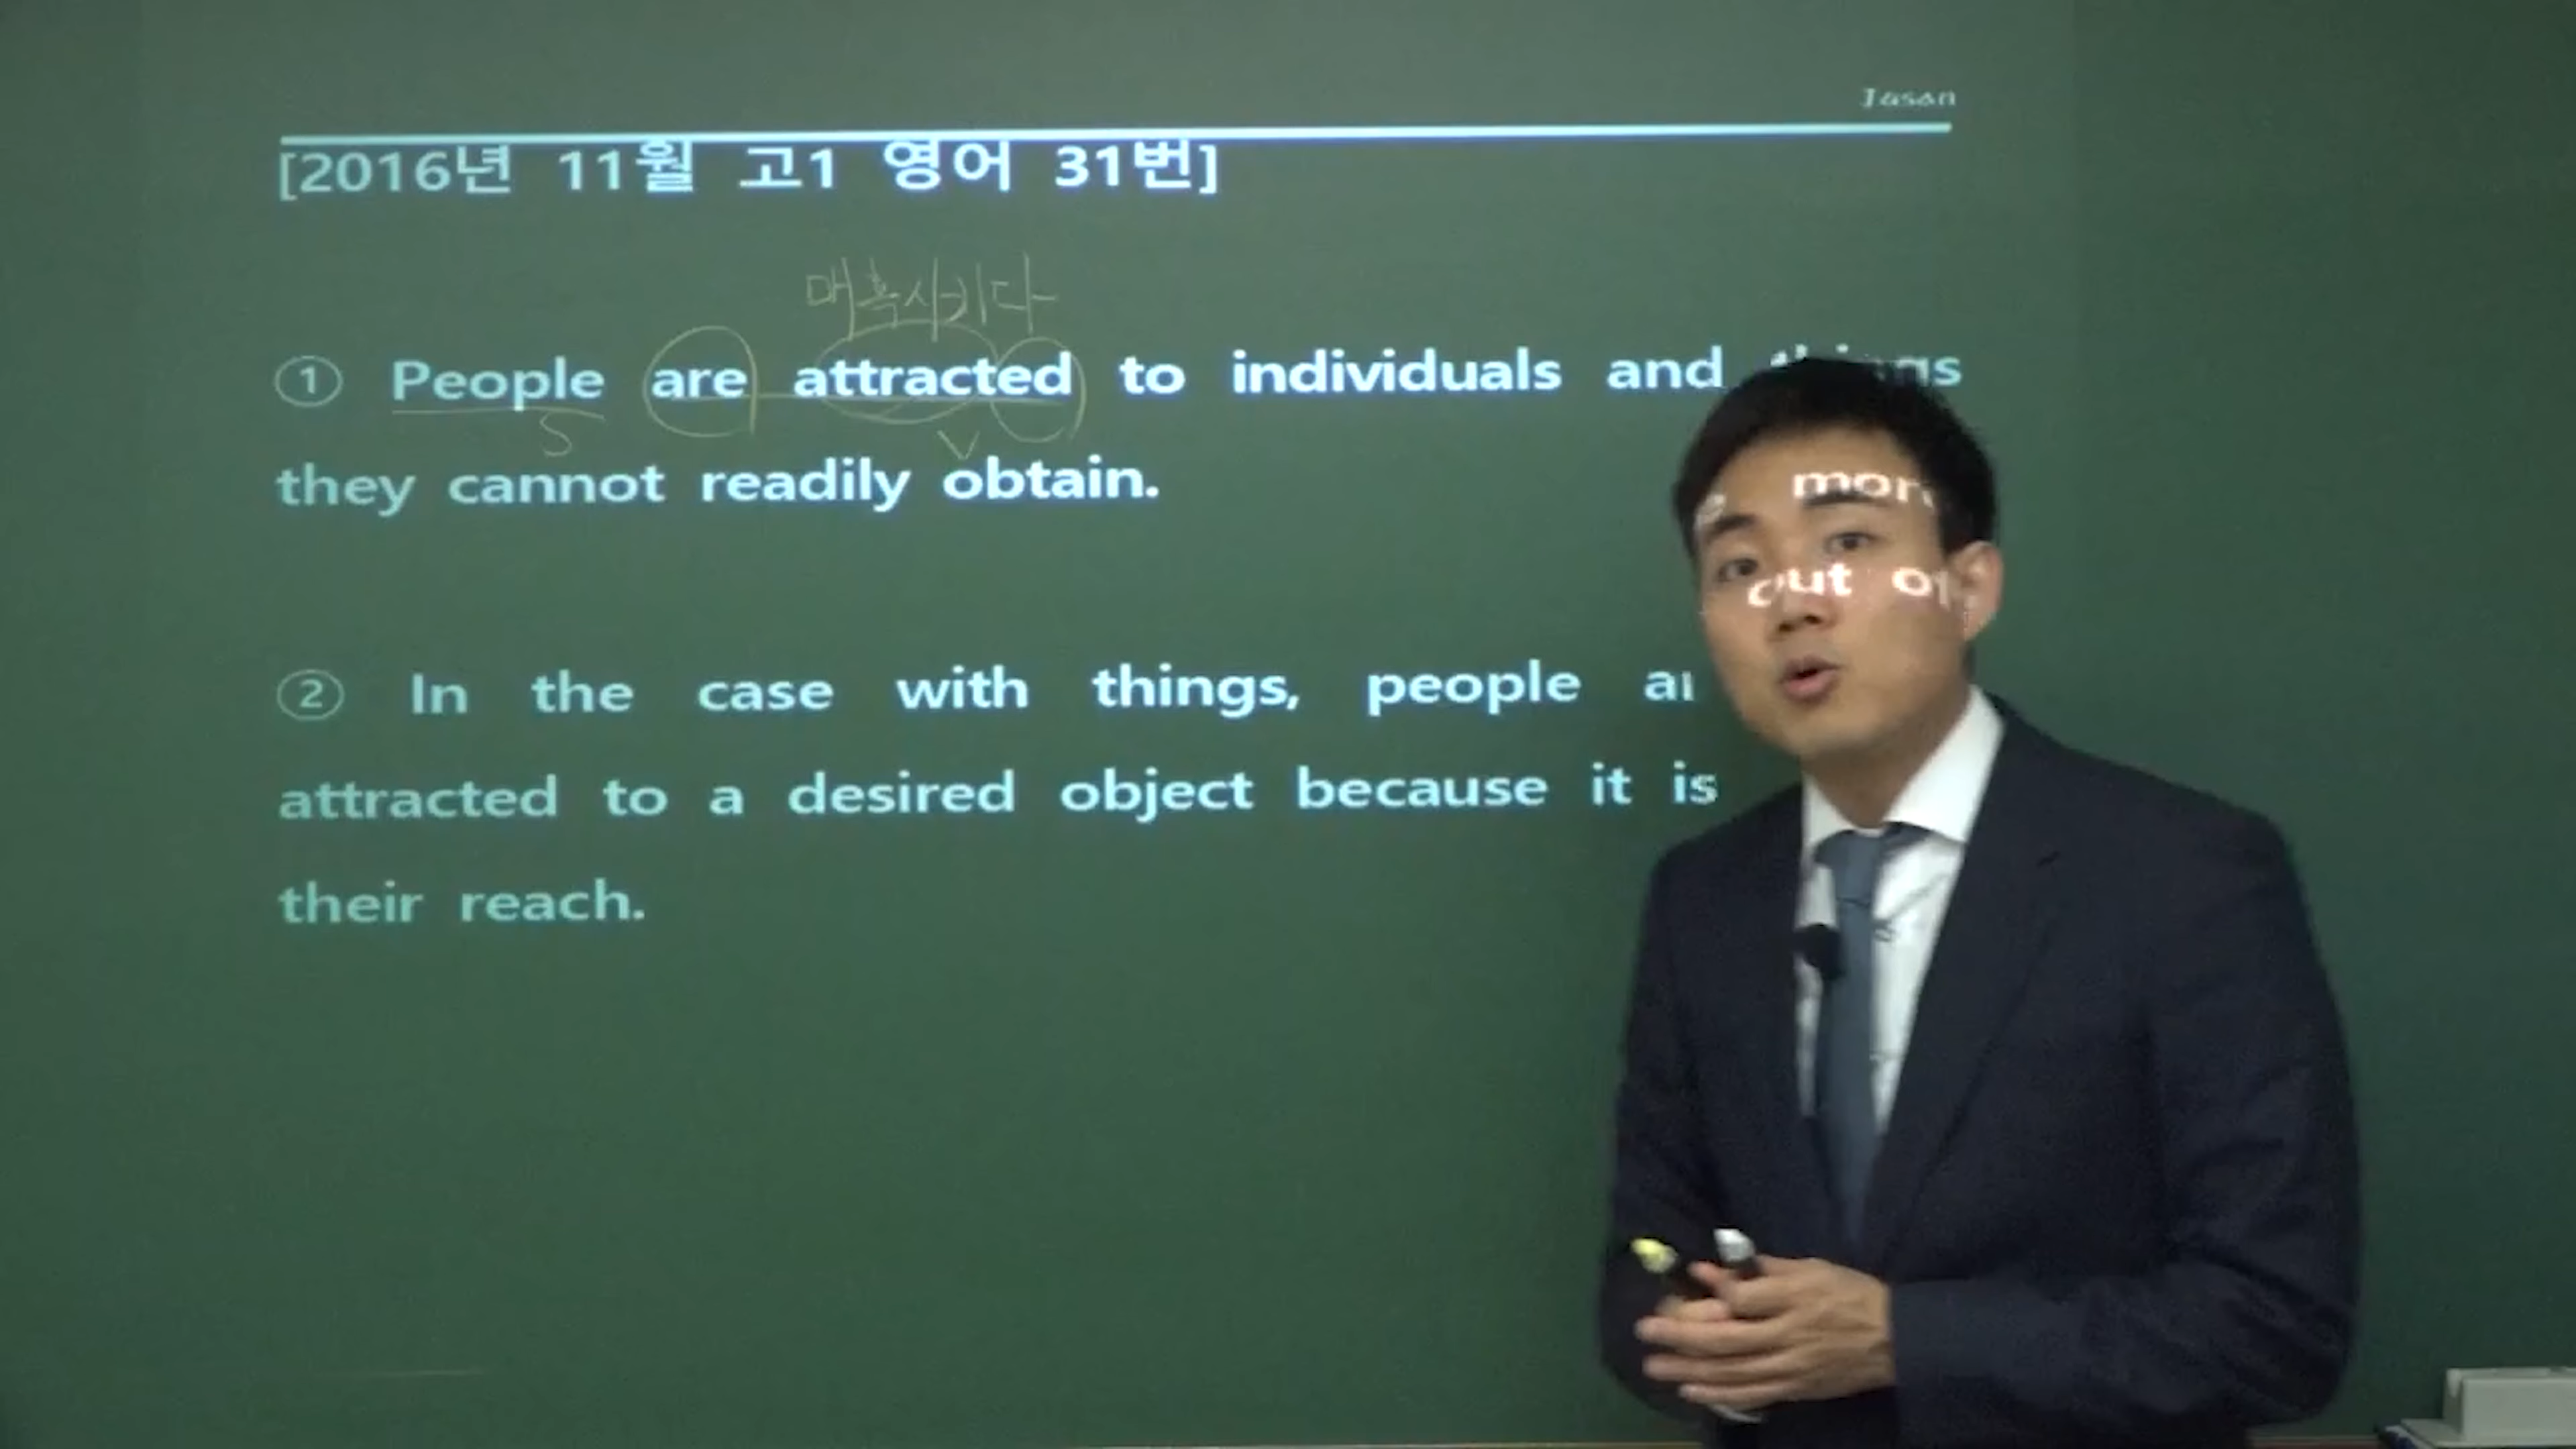 Jasan
[2016년 11월 고1 영어 31번]
매혹시키다
① People are attracted to individuals and things
S V
they cannot readily obtain.
more
② In the case with things, people
out
attracted to a desired object because it is
their reach.